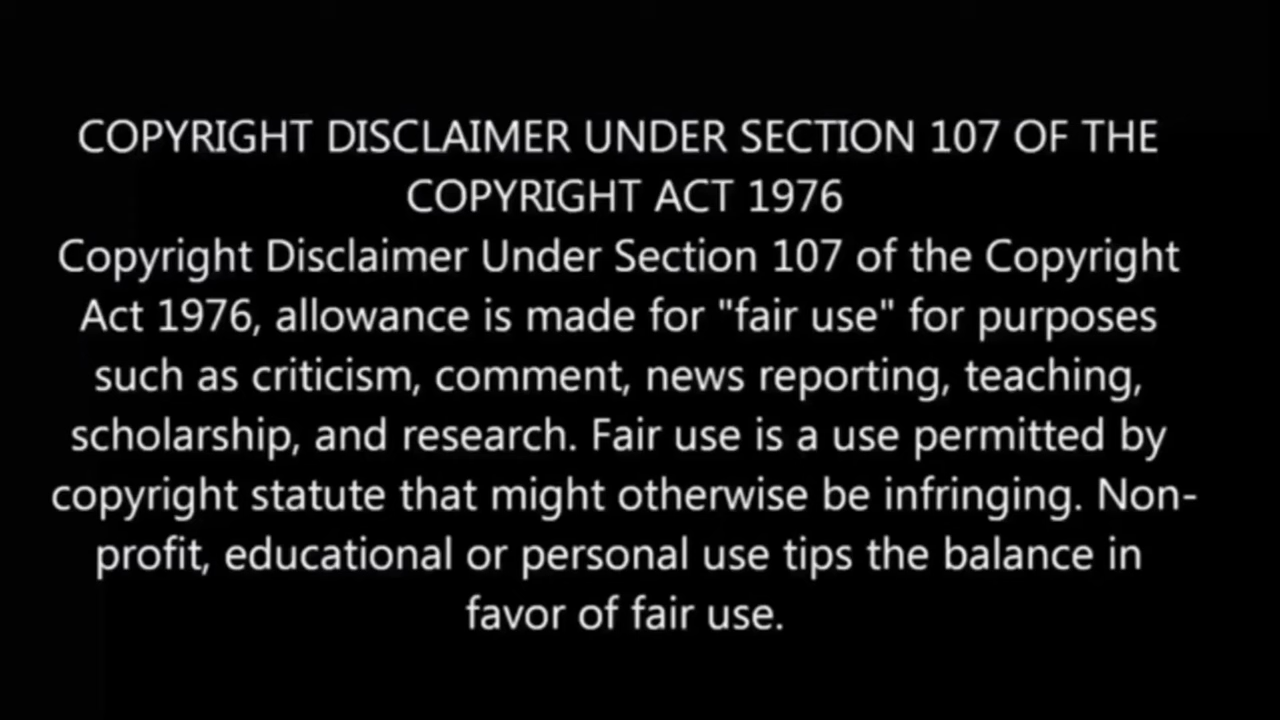 COPYRIGHT DISCLAIMER UNDER SECTION 107 OF THE
COPYRIGHT ACT 1976
Copyright Disclaimer Under Section 107 of the Copyright
Act 1976, allowance is made for "fair use" for purposes
such as criticism, comment, news reporting, teaching,
scholarship, and research. Fair use is a use permitted by
copyright statute that might otherwise be infringing. Non-
profit, educational or personal use tips the balance in
favor of fair use.